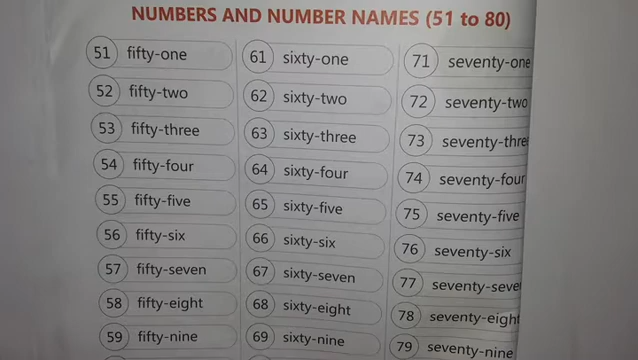 NUMBERS AND NUMBER NAMES (51 to 80)
51 fifty-one
52 fifty-two
53 fifty-three
54 fifty-four
55 fifty-five
56 fifty-six
57 fifty-seven
58 fifty-eight
59 fifty-nine
61 sixty-one
62 sixty-two
63 sixty-three
64 sixty-four
65 sixty-five
66 sixty-six
67 sixty-seven
68 sixty-eight
69 sixty-nine
71 seventy-one
72 seventy-two
73 seventy-three
74 seventy-four
75 seventy-five
76 seventy-six
77 seventy-seve
78 seventy-eight
79 seventy-nine